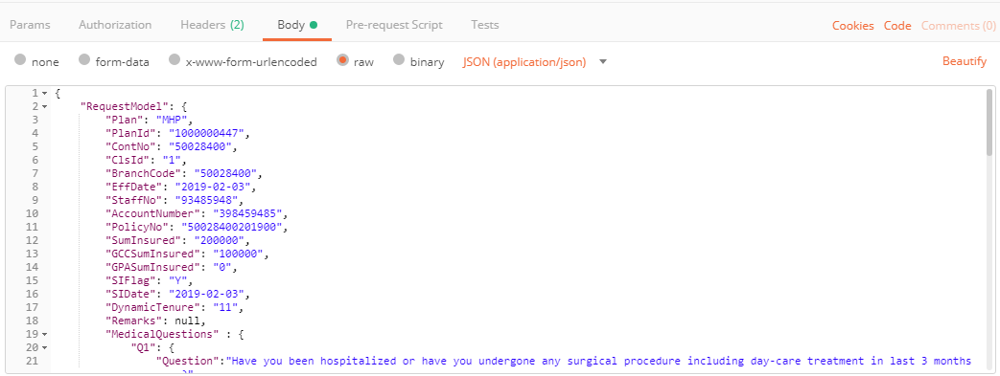 Params Authorization Headers (2) Body Pre-request Script Tests Cookies Code Comments (0)
none form-data x-www-form-urlencoded raw binary JSON (application/json) Beautify
1 {
2 "RequestModel": {
3 "Plan": "MHP",
4 "PlanId": "1000000447",
5 "ContNo": "50028400",
6 "ClsId": "1",
7 "BranchCode": "50028400",
8 "EffDate": "2019-02-03",
9 "StaffNo": "93485948",
10 "AccountNumber": "398459485",
11 "PolicyNo": "50028400201900",
12 "SumInsured": "200000",
13 "GCCSumInsured": "100000",
14 "GPASumInsured": "0",
15 "SIFlag": "Y",
16 "SIDate": "2019-02-03",
17 "DynamicTenure": "11",
18 "Remarks": null,
19 "MedicalQuestions" : {
20 "Q1": {
21 "Question":"Have you been hospitalized or have you undergone any surgical procedure including day-care treatment in last 3 months